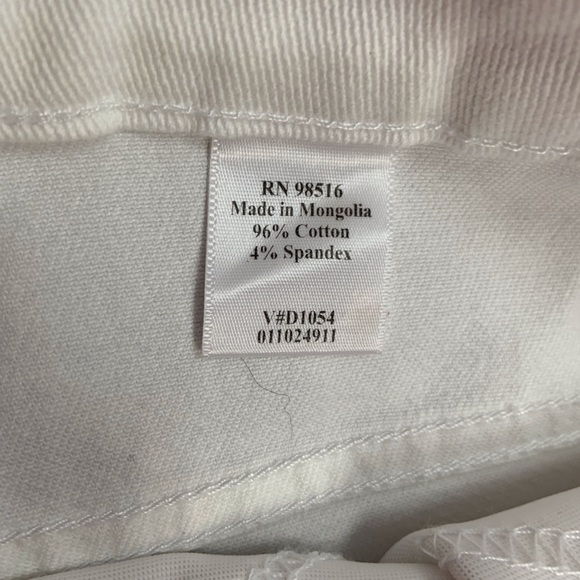 RN 98516
Made in Mongolia
96% Cotton
4% Spandex
V#D1054
011024911